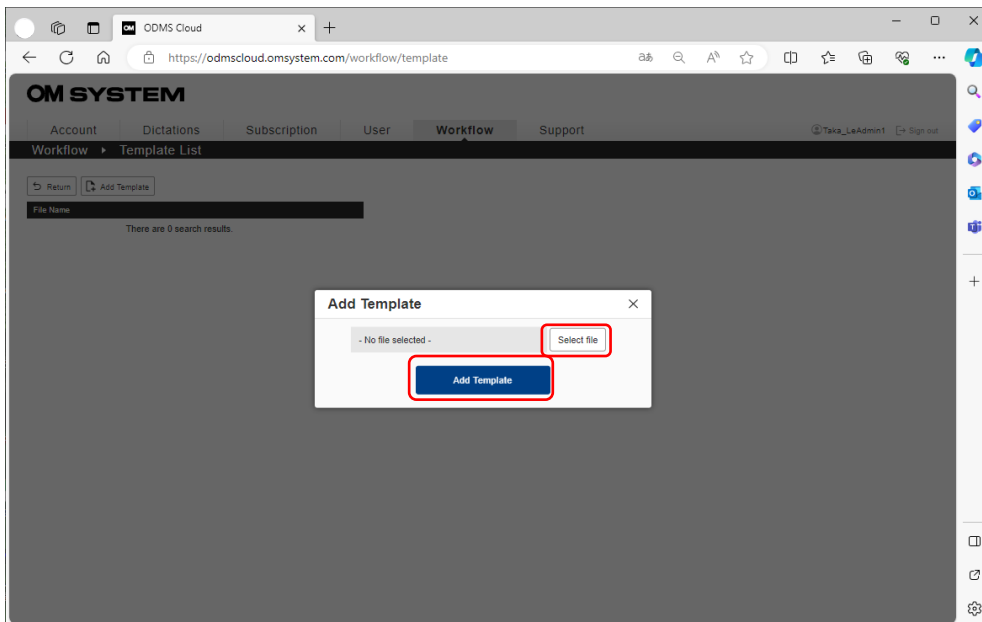 OM ODMS Cloud
https://odmscloud.omsystem.com/workflow/template
OM SYSTEM
Account Dictations Subscription User Workflow Support Taka_LeAdmin1 Sign out
Workflow Template List
Return Add Template
File Name
There are 0 search results.
Add Template
- No file selected - Select file
Add Template